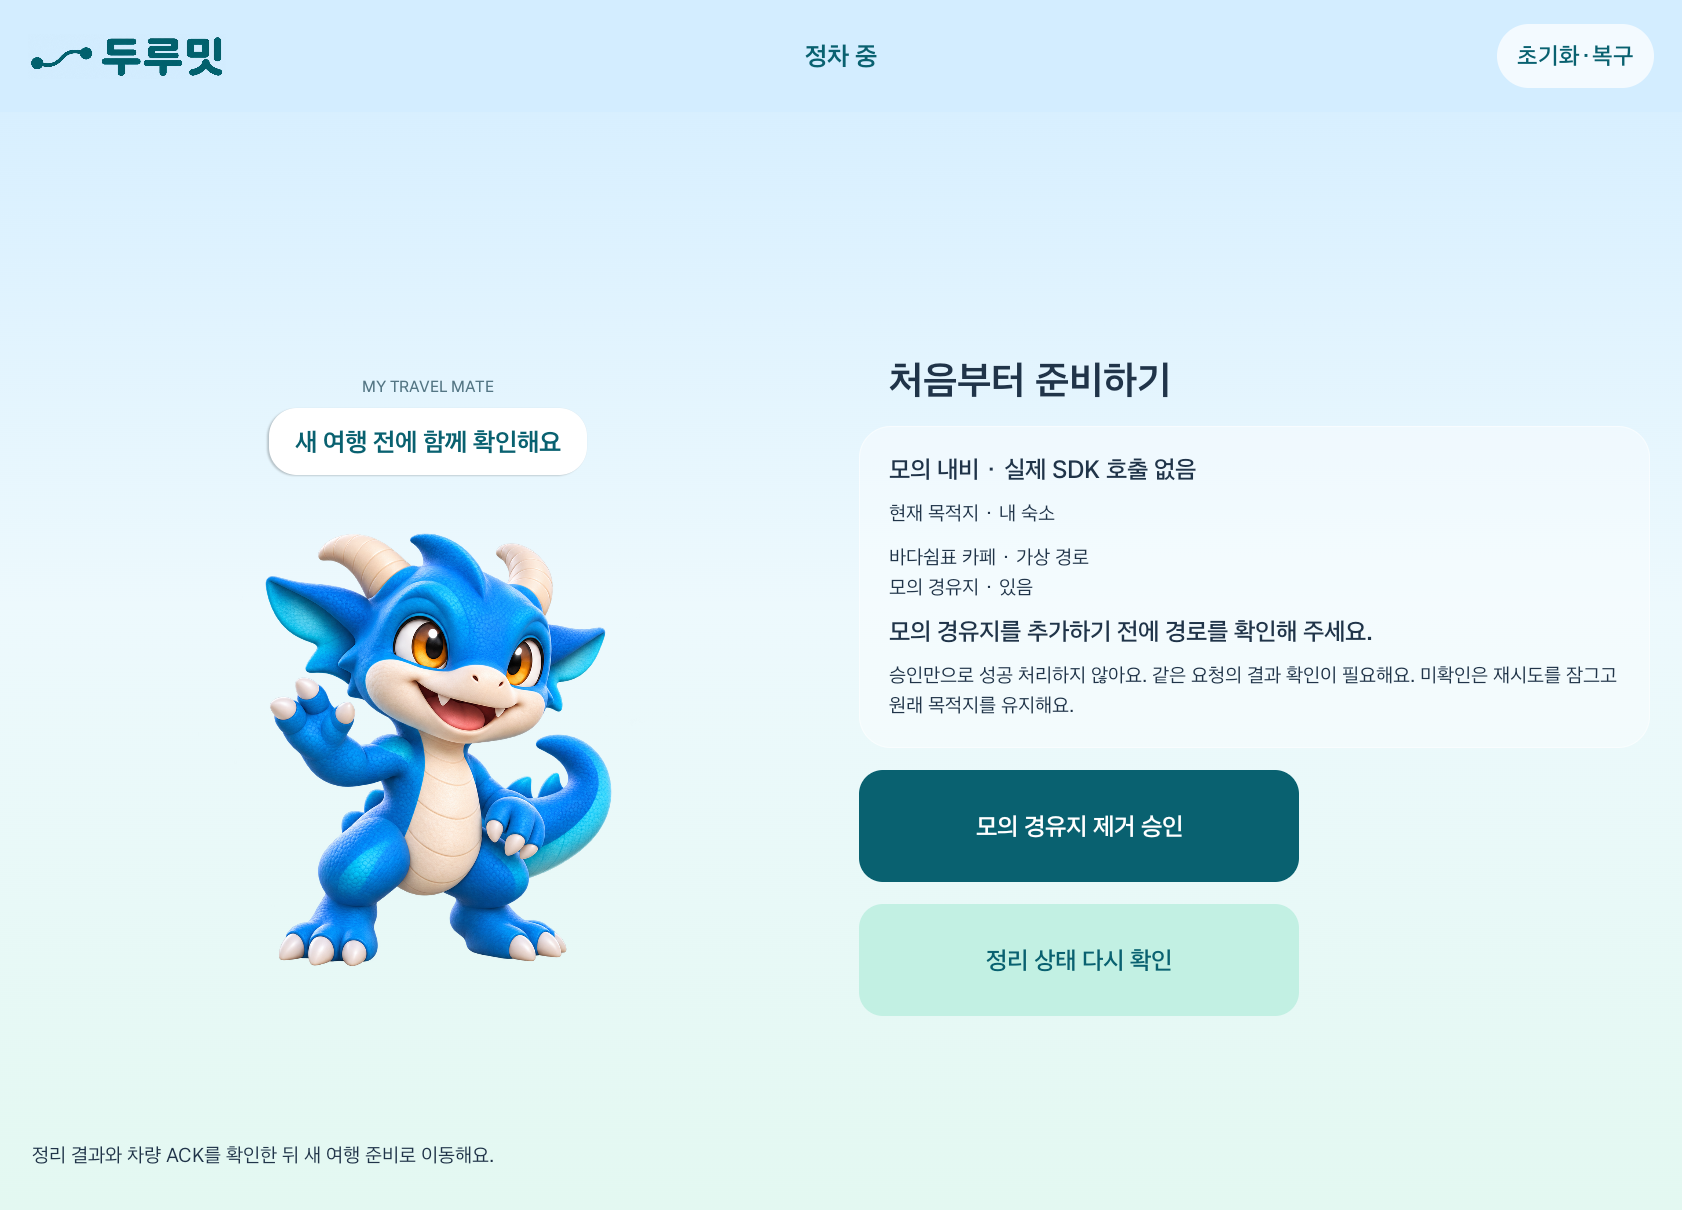 두루밋
정차 중
초기화·복구
MY TRAVEL MATE
새 여행 전에 함께 확인해요
처음부터 준비하기
모의 내비 · 실제 SDK 호출 없음
현재 목적지 · 내 숙소
바다쉼표 카페 · 가상 경로
모의 경유지 · 있음
모의 경유지를 추가하기 전에 경로를 확인해 주세요.
승인만으로 성공 처리하지 않아요. 같은 요청의 결과 확인이 필요해요. 미확인은 재시도를 잠그고
원래 목적지를 유지해요.
모의 경유지 제거 승인
정리 상태 다시 확인
정리 결과와 차량 ACK를 확인한 뒤 새 여행 준비로 이동해요.